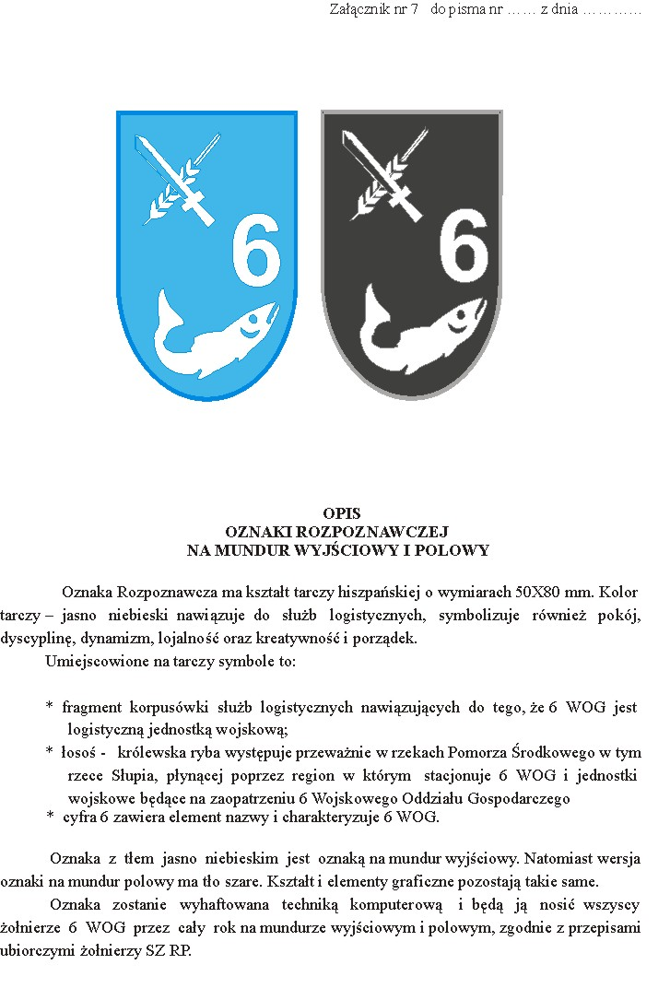 Załącznik nr 7 do pisma nr …… z dnia …………
6
6
OPIS
OZNAKI ROZPOZNAWCZEJ
NA MUNDUR WYJŚCIOWY I POLOWY
Oznaka Rozpoznawcza ma kształt tarczy hiszpańskiej o wymiarach 50X80 mm. Kolor
tarczy – jasno niebieski nawiązuje do służb logistycznych, symbolizuje również pokój,
dyscyplinę, dynamizm, lojalność oraz kreatywność i porządek.
Umiejscowione na tarczy symbole to:
* fragment korpusówki służb logistycznych nawiązujących do tego, że 6 WOG jest
logistyczną jednostką wojskową;
* łosoś - królewska ryba występuje przeważnie w rzekach Pomorza Środkowego w tym
rzece Słupia, płynącej poprzez region w którym stacjonuje 6 WOG i jednostki
wojskowe będące na zaopatrzeniu 6 Wojskowego Oddziału Gospodarczego
* cyfra 6 zawiera element nazwy i charakteryzuje 6 WOG.
Oznaka z tłem jasno niebieskim jest oznaką na mundur wyjściowy. Natomiast wersja
oznaki na mundur polowy ma tło szare. Kształt i elementy graficzne pozostają takie same.
Oznaka zostanie wyhaftowana techniką komputerową i będą ją nosić wszyscy
żołnierze 6 WOG przez cały rok na mundurze wyjściowym i polowym, zgodnie z przepisami
ubiorczymi żołnierzy SZ RP.